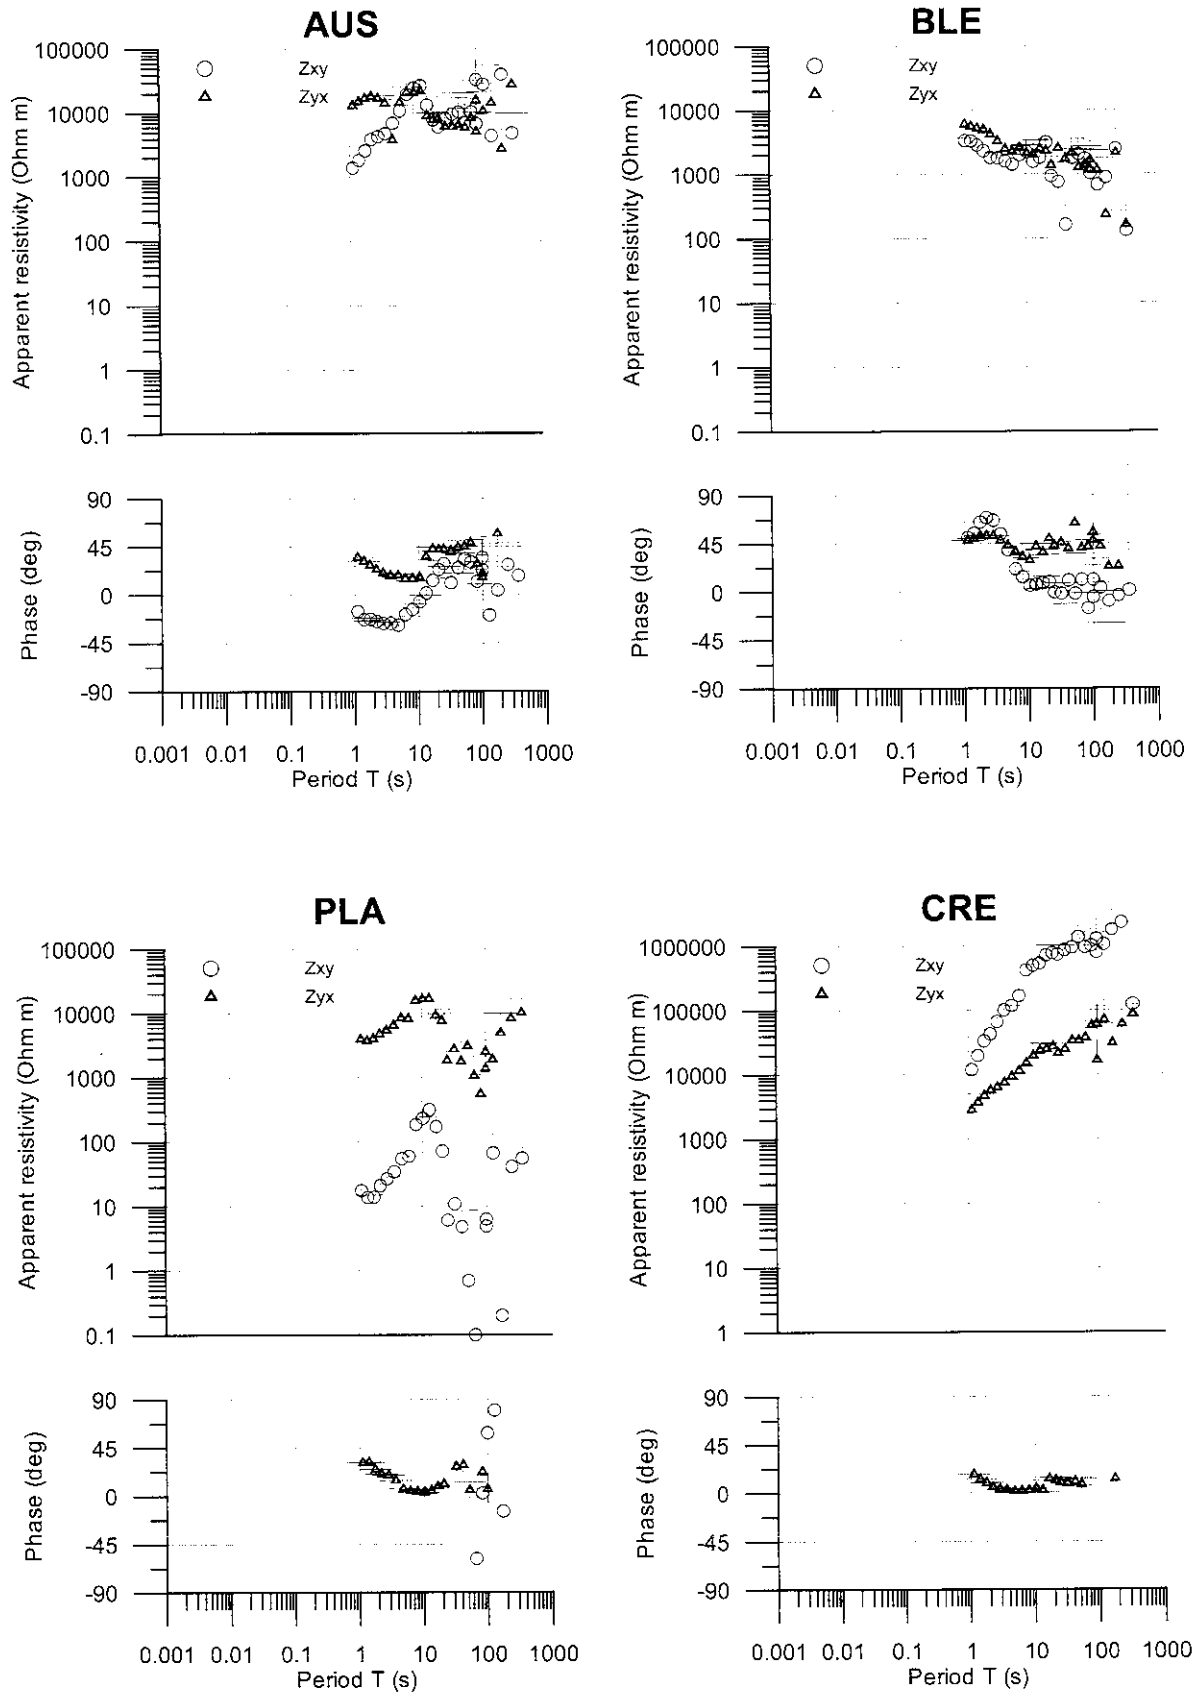 AUS
Zxy
Zyx
Apparent resistivity (Ohm m)
100000
10000
1000
100
10
1
0.1
Phase (deg)
90
45
0
-45
-90
0.001 0.01 0.1 1 10 100 1000
Period T (s)
BLE
Zxy
Zyx
Apparent resistivity (Ohm m)
100000
10000
1000
100
10
1
0.1
Phase (deg)
90
45
0
-45
-90
0.001 0.01 0.1 1 10 100 1000
Period T (s)
PLA
Zxy
Zyx
Apparent resistivity (Ohm m)
100000
10000
1000
100
10
1
0.1
Phase (deg)
90
45
0
-45
-90
0.001 0.01 0.1 1 10 100 1000
Period T (s)
CRE
Zxy
Zyx
Apparent resistivity (Ohm m)
1000000
100000
10000
1000
100
10
1
Phase (deg)
90
45
0
-45
-90
0.001 0.01 0.1 1 10 100 1000
Period T (s)